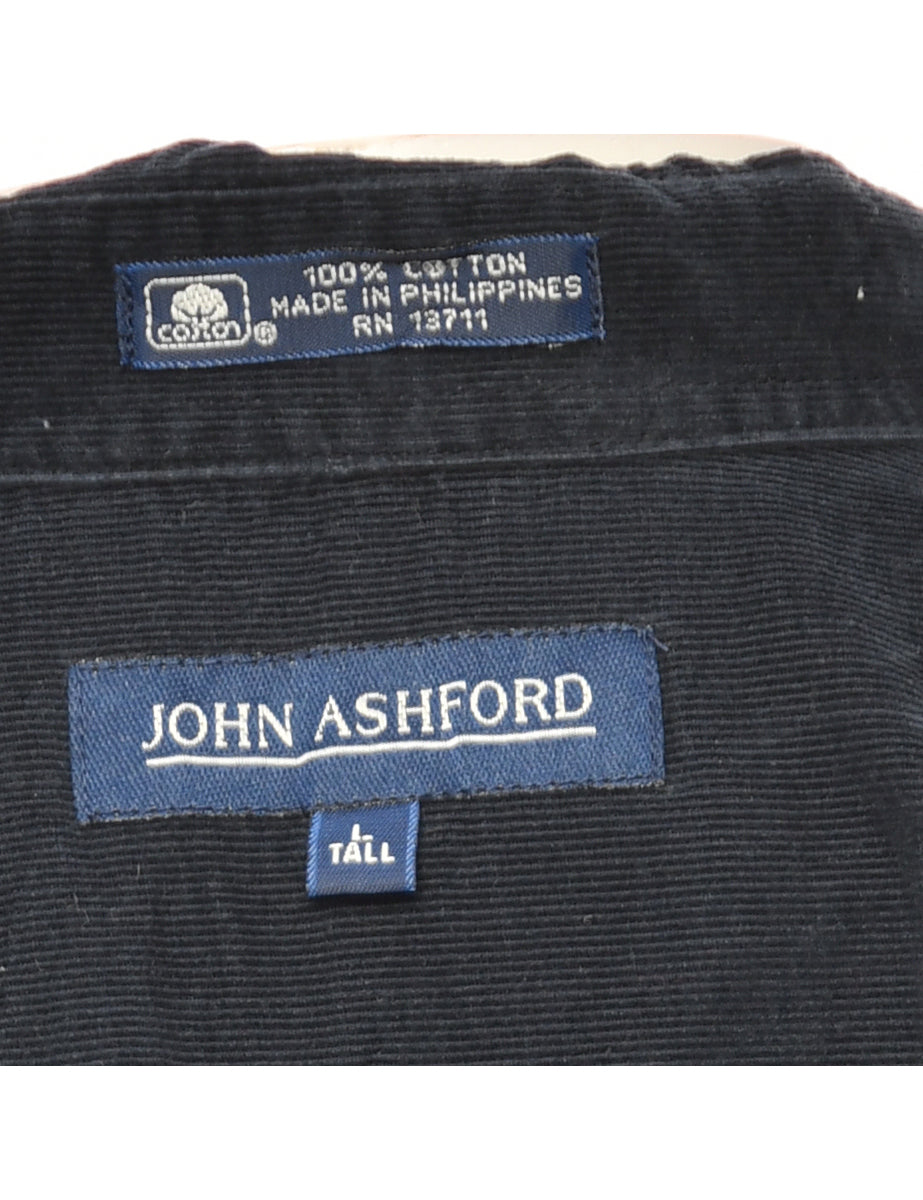 100% COTTON
MADE IN PHILIPPINES
RN 13711
cotton ®
JOHN ASHFORD
L
TALL